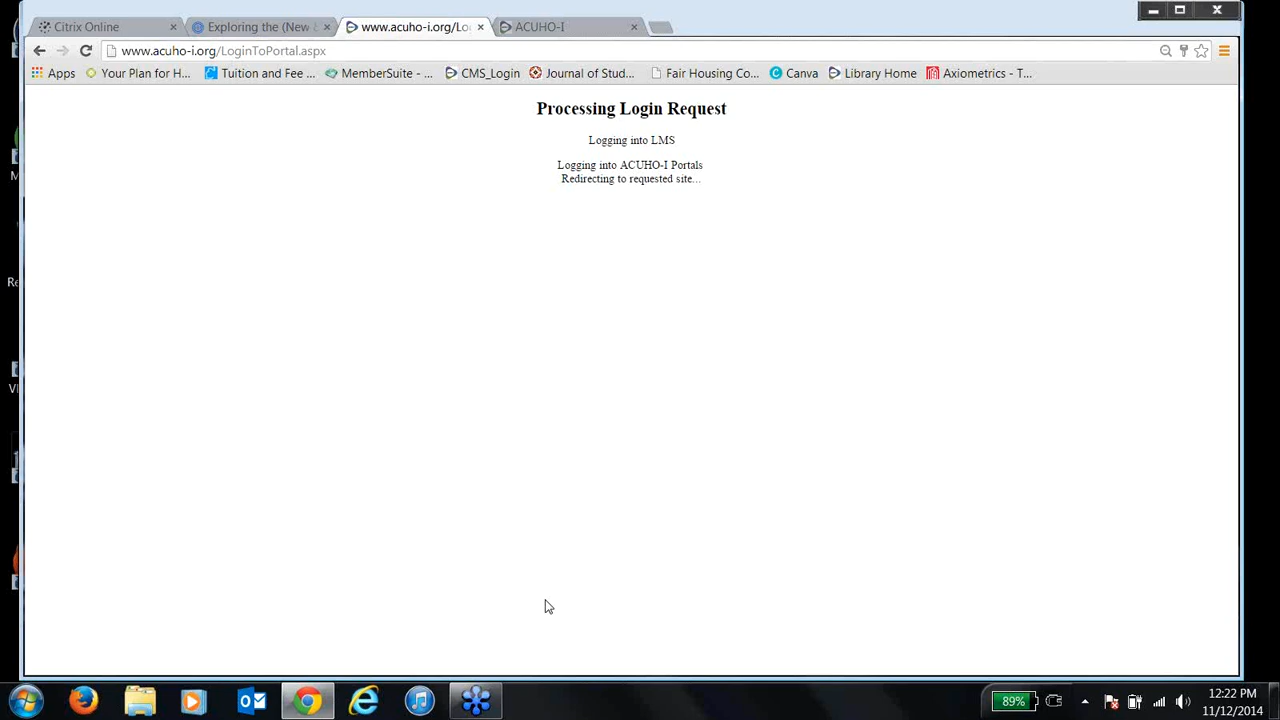 Citrix Online
Exploring the (New
www.acuho-i.org/Lo
ACUHO-I
www.acuho-i.org/LoginToPortal.aspx
Apps
Your Plan for H...
Tuition and Fee ...
MemberSuite - ...
CMS_Login
Journal of Stud...
Fair Housing Co...
Canva
Library Home
Axiometrics - T...
Processing Login Request
Logging into LMS
Logging into ACUHO-I Portals
Redirecting to requested site...
M
Re
VI
89%
12:22 PM
11/12/2014